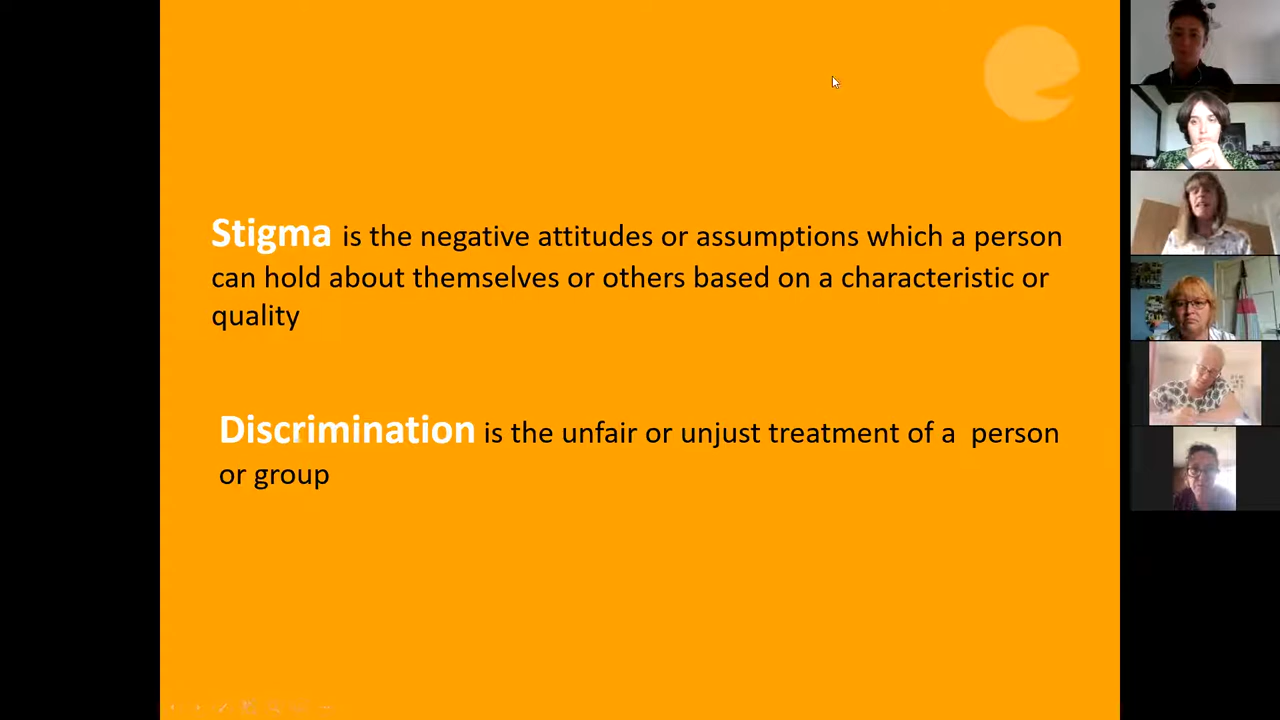 Stigma is the negative attitudes or assumptions which a person
can hold about themselves or others based on a characteristic or
quality
Discrimination is the unfair or unjust treatment of a  person
or group